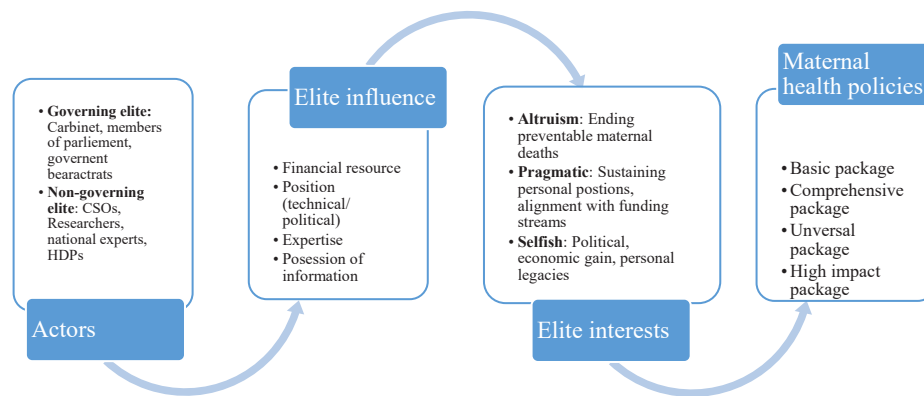 • Governing elite:
Carbinet, members
of parliement,
governent
bearactrats
• Non-governing
elite: CSOs,
Researchers,
national experts,
HDPs
Actors
Elite influence
• Financial resource
• Position
(technical/
political)
• Expertise
• Posession of
information
• Altruism: Ending
preventable maternal
deaths
• Pragmatic: Sustaining
personal postions,
alignment with funding
streams
• Selfish: Political,
economic gain, personal
legacies
Elite interests
Maternal
health policies
• Basic package
• Comprehensive
package
• Unversal
package
• High impact
package